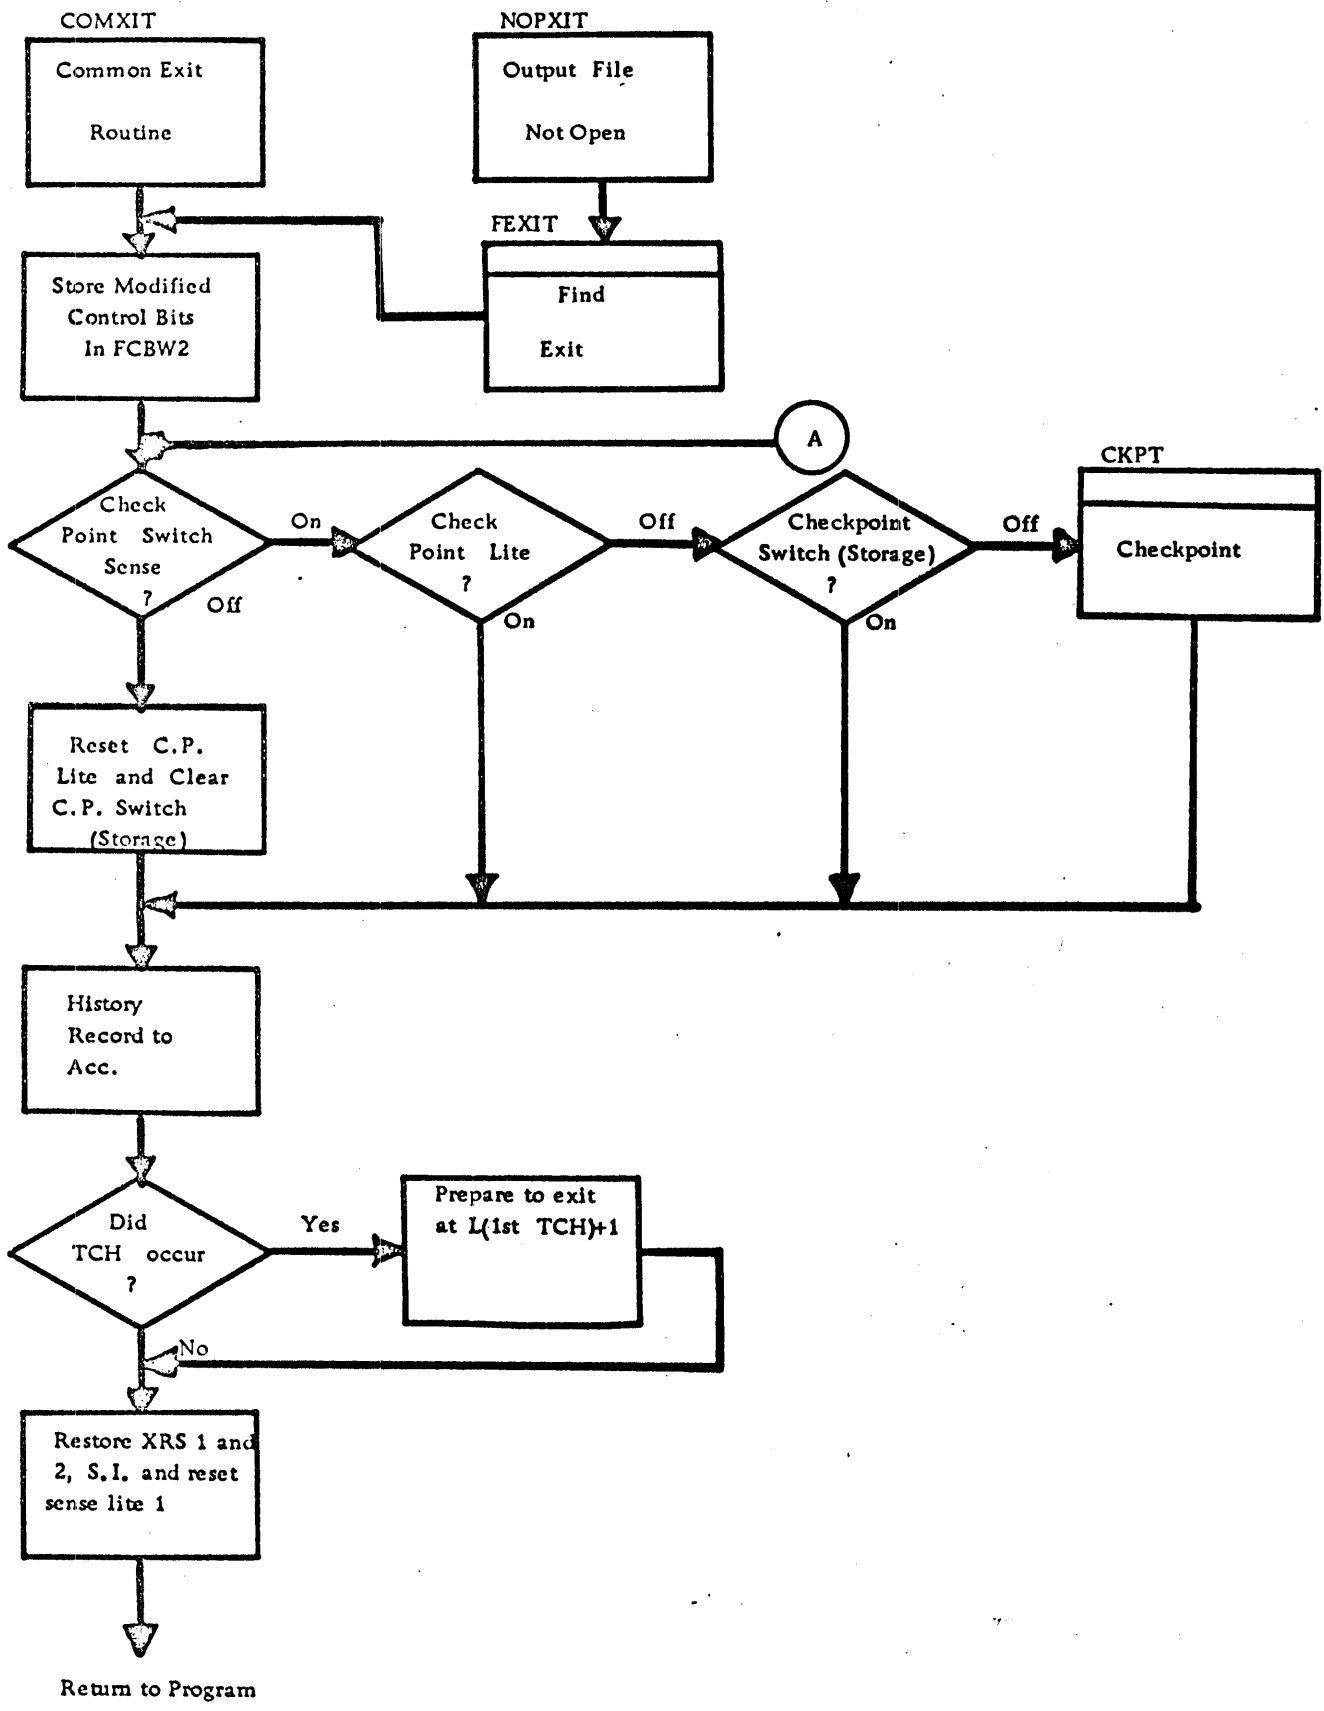 COMXIT
Common Exit
Routine
NOPXIT
Output File
Not Open
FEXIT
Find
Exit
Store Modified
Control Bits
In FCBW2
A
Check
Point Switch
Sense
?
On
Off
Check
Point Lite
?
Off
On
Checkpoint
Switch (Storage)
?
Off
On
CKPT
Checkpoint
Reset C.P.
Lite and Clear
C.P. Switch
(Storage)
History
Record to
Acc.
Did
TCH occur
?
Yes
No
Prepare to exit
at L(1st TCH)+1
Restore XRS 1 and
2, S.I. and reset
sense lite 1
Return to Program